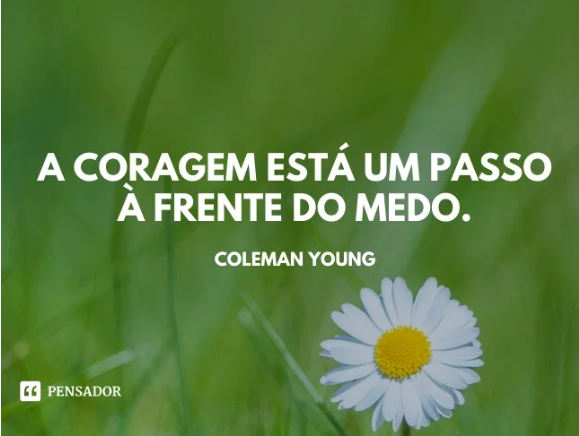 A CORAGEM ESTÁ UM PASSO
À FRENTE DO MEDO.
COLEMAN YOUNG
PENSADOR